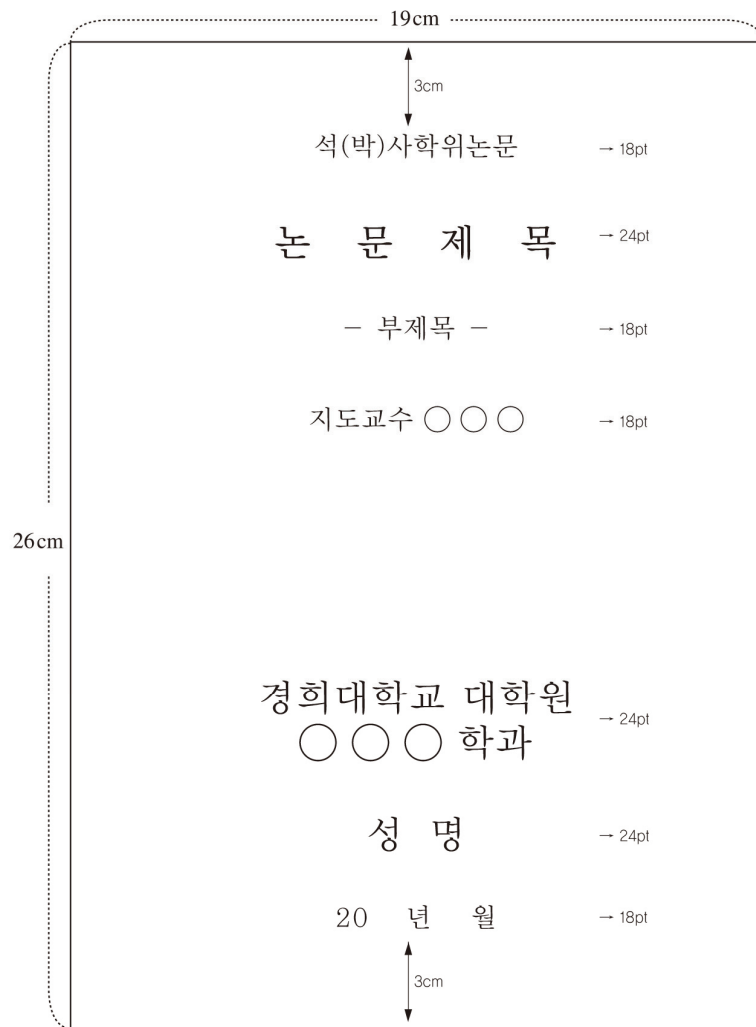 19cm
3cm
석(박)사학위논문 → 18pt
논 문 제 목 → 24pt
- 부제목 - → 18pt
지도교수 ○ ○ ○ → 18pt
26cm
경희대학교 대학원
○ ○ ○ 학과 → 24pt
성 명 → 24pt
20 년 월 → 18pt
3cm